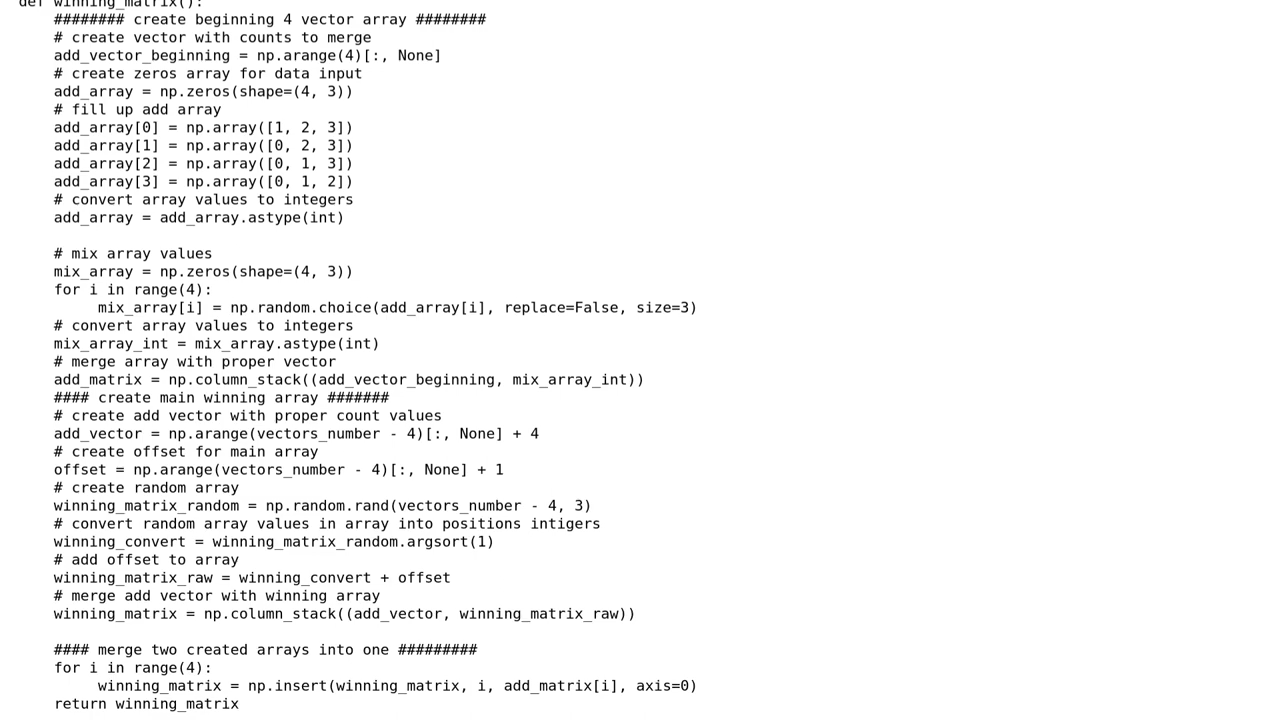 def winning_matrix():
    ######## create beginning 4 vector array ########
    # create vector with counts to merge
    add_vector_beginning = np.arange(4)[:, None]
    # create zeros array for data input
    add_array = np.zeros(shape=(4, 3))
    # fill up add array
    add_array[0] = np.array([1, 2, 3])
    add_array[1] = np.array([0, 2, 3])
    add_array[2] = np.array([0, 1, 3])
    add_array[3] = np.array([0, 1, 2])
    # convert array values to integers
    add_array = add_array.astype(int)

    # mix array values
    mix_array = np.zeros(shape=(4, 3))
    for i in range(4):
         mix_array[i] = np.random.choice(add_array[i], replace=False, size=3)
    # convert array values to integers
    mix_array_int = mix_array.astype(int)
    # merge array with proper vector
    add_matrix = np.column_stack((add_vector_beginning, mix_array_int))
    #### create main winning array #######
    # create add vector with proper count values
    add_vector = np.arange(vectors_number - 4)[:, None] + 4
    # create offset for main array
    offset = np.arange(vectors_number - 4)[:, None] + 1
    # create random array
    winning_matrix_random = np.random.rand(vectors_number - 4, 3)
    # convert random array values in array into positions intigers
    winning_convert = winning_matrix_random.argsort(1)
    # add offset to array
    winning_matrix_raw = winning_convert + offset
    # merge add vector with winning array
    winning_matrix = np.column_stack((add_vector, winning_matrix_raw))

    #### merge two created arrays into one #########
    for i in range(4):
         winning_matrix = np.insert(winning_matrix, i, add_matrix[i], axis=0)
    return winning_matrix